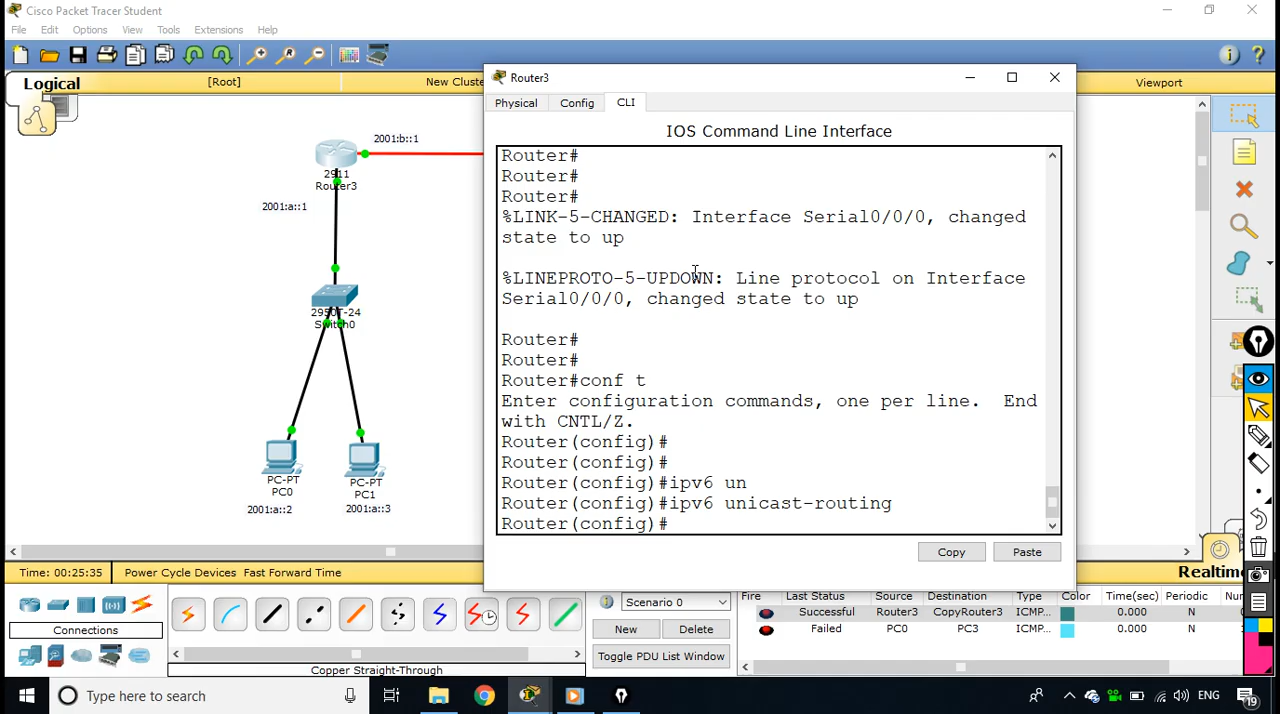 Cisco Packet Tracer Student
File Edit Options View Tools Extensions Help
Logical
[Root]
New Cluste
Viewport
2001:b::1
2911
Router3
2001:a::1
2950T-24
Switch0
PC-PT
PC0
PC-PT
PC1
2001:a::2
2001:a::3
Router3
Physical Config CLI
IOS Command Line Interface
Router#
Router#
Router#
%LINK-5-CHANGED: Interface Serial0/0/0, changed
state to up
%LINEPROTO-5-UPDOWN: Line protocol on Interface
Serial0/0/0, changed state to up
Router#
Router#
Router#conf t
Enter configuration commands, one per line. End
with CNTL/Z.
Router(config)#
Router(config)#
Router(config)#ipv6 un
Router(config)#ipv6 unicast-routing
Router(config)#
Copy Paste
Time: 00:25:35 Power Cycle Devices Fast Forward Time
Realtime
Connections
Copper Straight-Through
Scenario 0
New Delete
Toggle PDU List Window
Fire Last Status Source Destination Type Color Time(sec) Periodic Nu
Successful Router3 CopyRouter3 ICMP... 0.000 N 0
Failed PC0 PC3 ICMP... 0.000 N 1
Type here to search
ENG
19